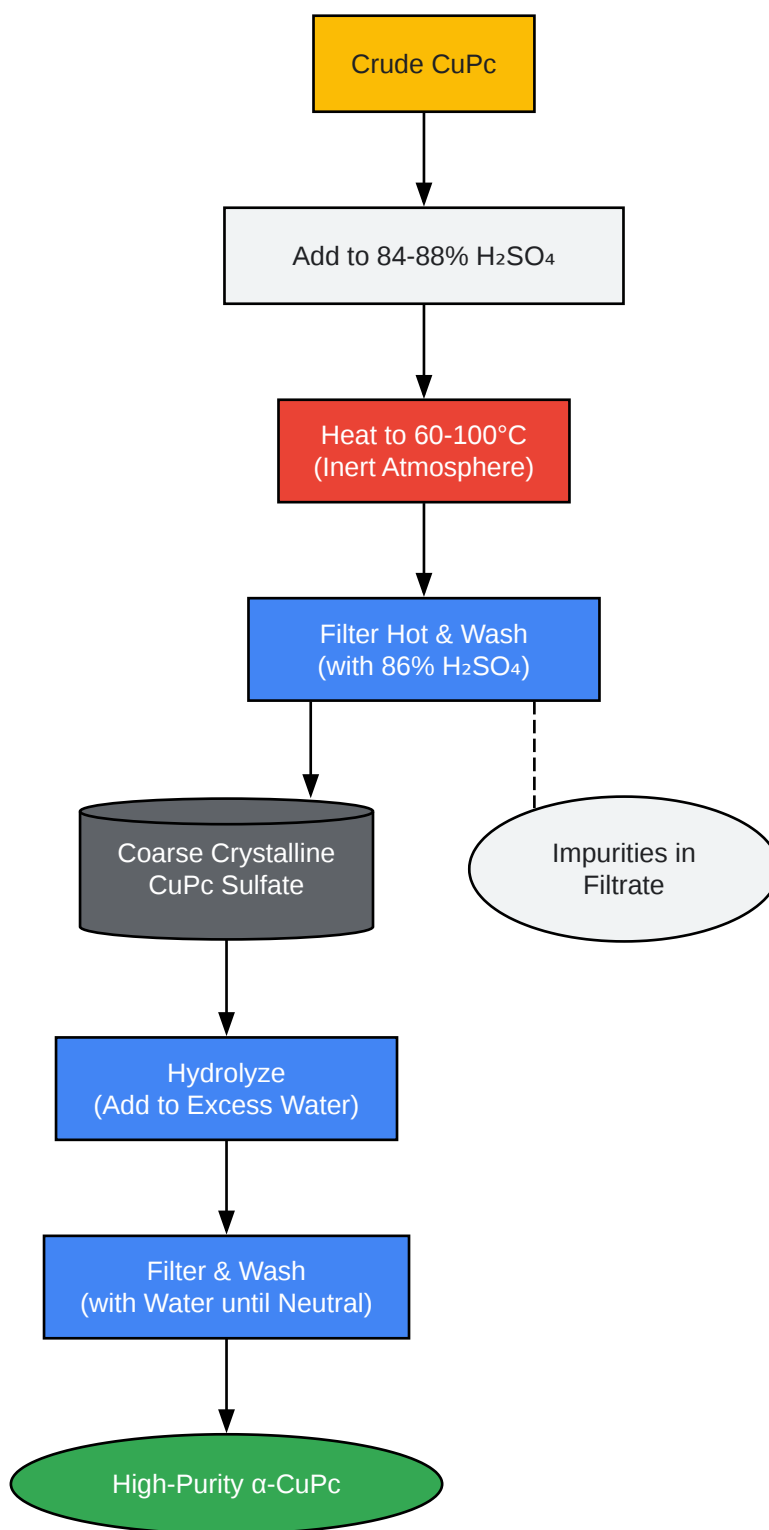 Crude CuPc
Add to 84-88% H₂SO₄
Heat to 60-100°C
(Inert Atmosphere)
Filter Hot & Wash
(with 86% H₂SO₄)
Coarse Crystalline
CuPc Sulfate
Impurities in
Filtrate
Hydrolyze
(Add to Excess Water)
Filter & Wash
(with Water until Neutral)
High-Purity α-CuPc